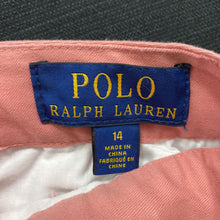 POLO
RALPH LAUREN
14
MADE IN
CHINA
FABRIQUÉ EN
CHINE